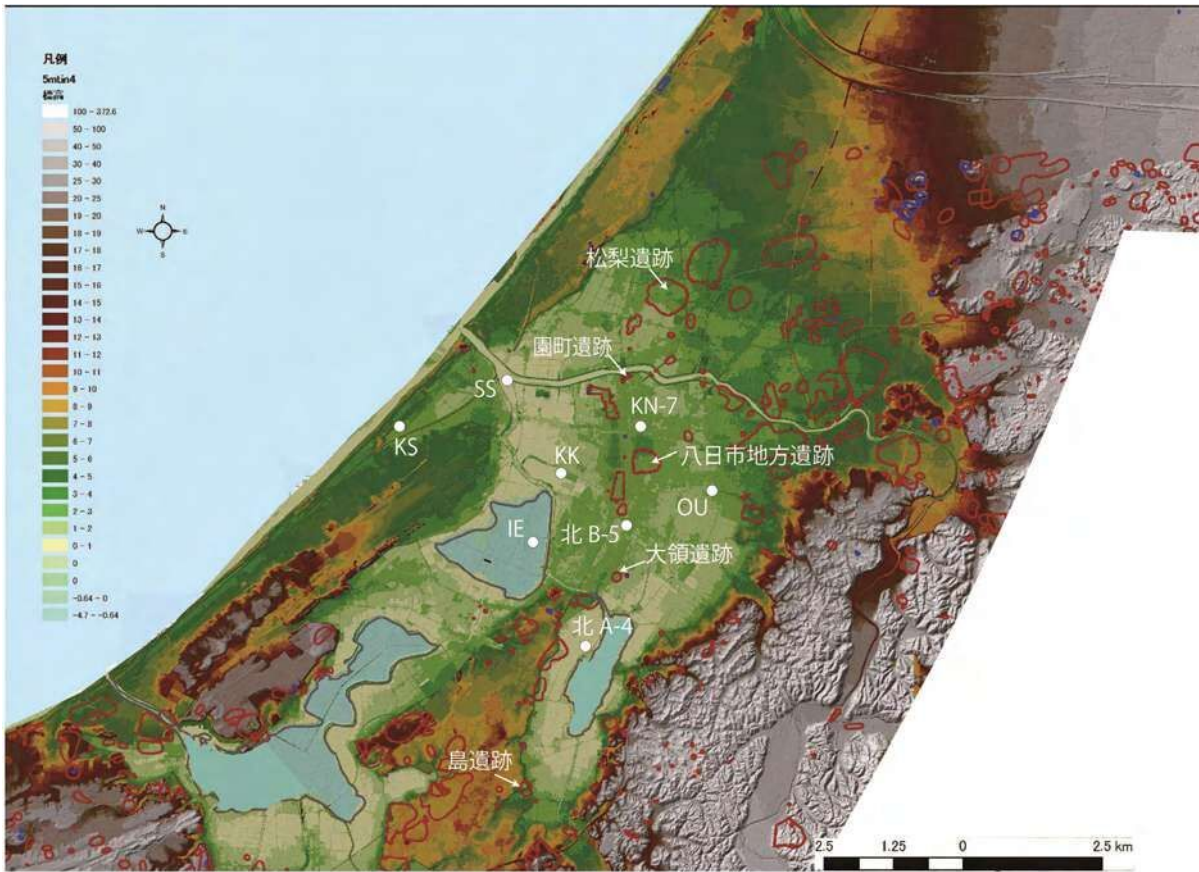 凡例
5mtin4
標高
100 - 372.6
50 - 100
40 - 50
30 - 40
25 - 30
20 - 25
19 - 20
18 - 19
17 - 18
16 - 17
15 - 16
14 - 15
13 - 14
12 - 13
11 - 12
10 - 11
9 - 10
8 - 9
7 - 8
6 - 7
5 - 6
4 - 5
3 - 4
2 - 3
1 - 2
0 - 1
0
0
-0.64 - 0
-4.7 - -0.64
N
W
E
S
松梨遺跡
園町遺跡
SS
KS
KN-7
KK
八日市地方遺跡
OU
IE
北 B-5
大領遺跡
北 A-4
島遺跡
2.5 1.25 0 2.5 km